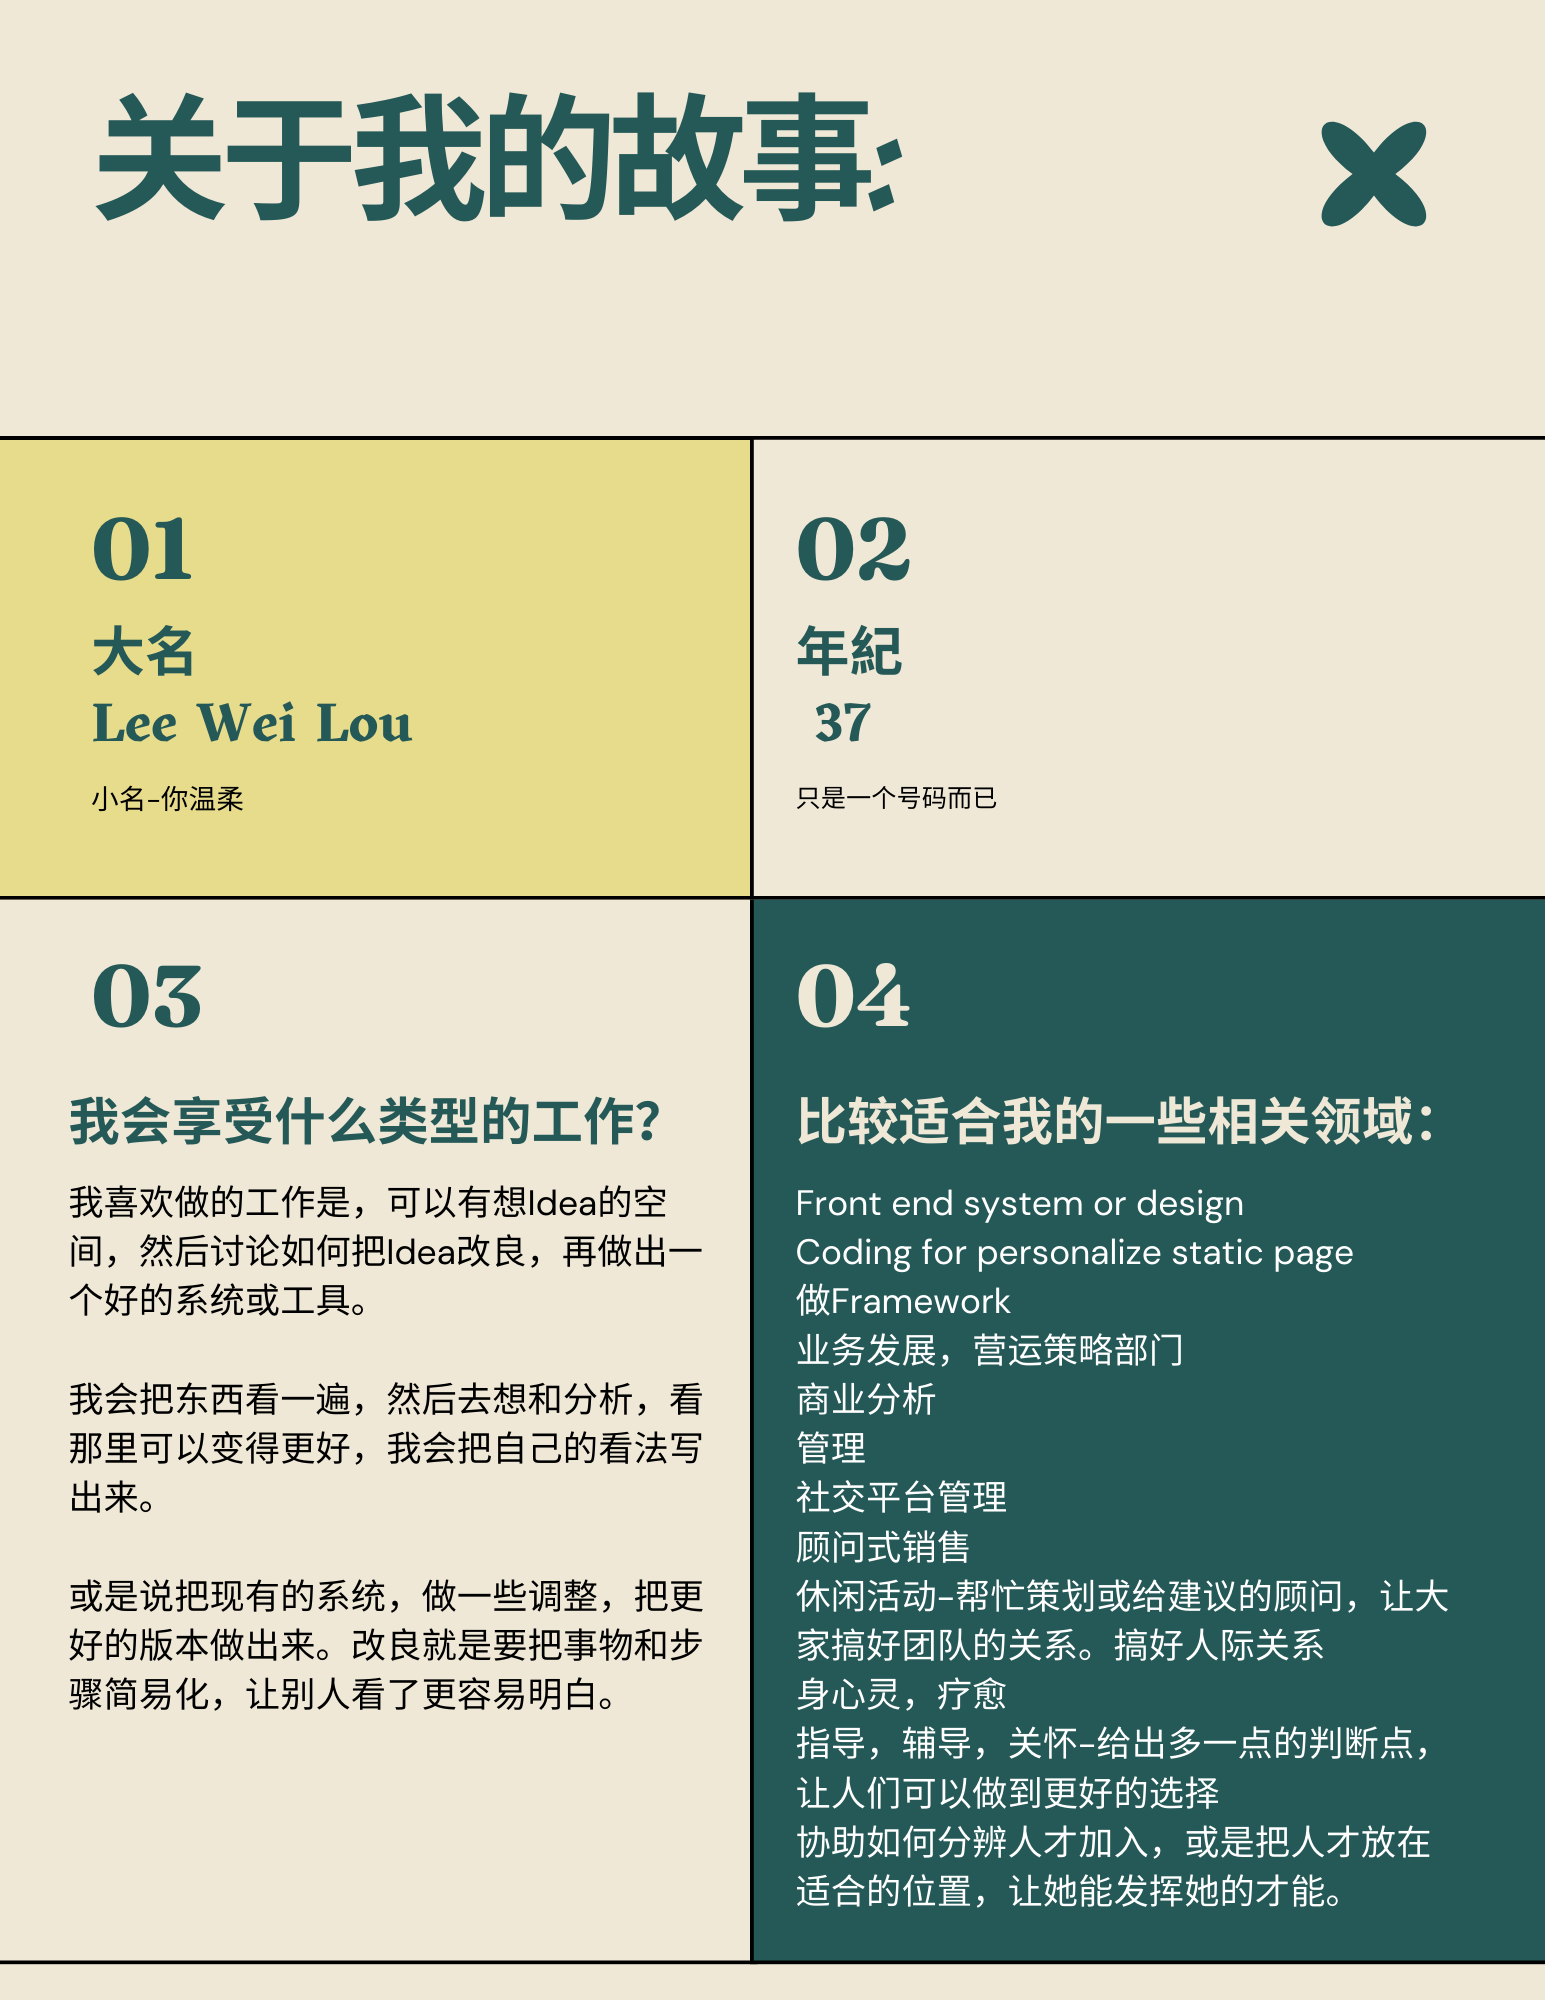 关于我的故事:
01
大名
Lee Wei Lou
小名-你温柔
02
年紀
37
只是一个号码而已
03
我会享受什么类型的工作？
我喜欢做的工作是，可以有想Idea的空
间，然后讨论如何把Idea改良，再做出一
个好的系统或工具。
我会把东西看一遍，然后去想和分析，看
那里可以变得更好，我会把自己的看法写
出来。
或是说把现有的系统，做一些调整，把更
好的版本做出来。改良就是要把事物和步
骤简易化，让别人看了更容易明白。
04
比较适合我的一些相关领域：
Front end system or design
Coding for personalize static page
做Framework
业务发展，营运策略部门
商业分析
管理
社交平台管理
顾问式销售
休闲活动-帮忙策划或给建议的顾问，让大
家搞好团队的关系。搞好人际关系
身心灵，疗愈
指导，辅导，关怀-给出多一点的判断点，
让人们可以做到更好的选择
协助如何分辨人才加入，或是把人才放在
适合的位置，让她能发挥她的才能。